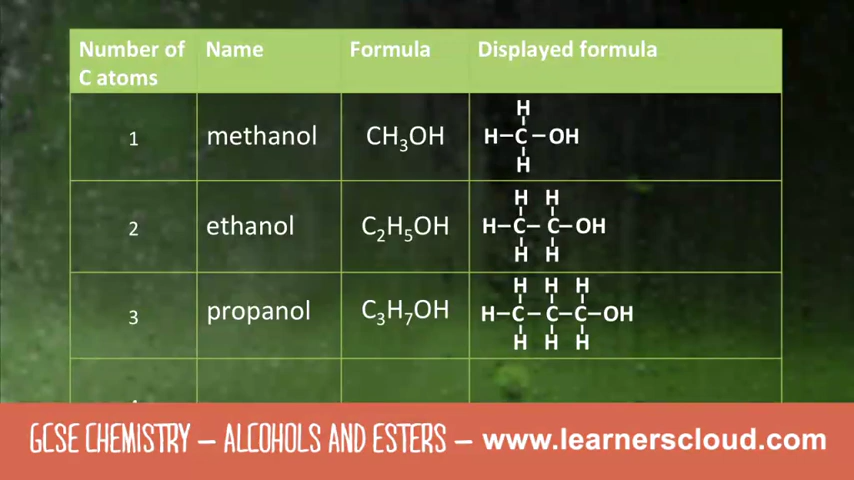 Number of C atoms Name Formula Displayed formula
1 methanol CH₃OH
H
H–C–OH
H
2 ethanol C₂H₅OH
H H
H–C–C–OH
H H
3 propanol C₃H₇OH
H H H
H–C–C–C–OH
H H H
GCSE CHEMISTRY – ALCOHOLS AND ESTERS – www.learnerscloud.com